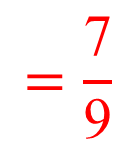 = 7/9